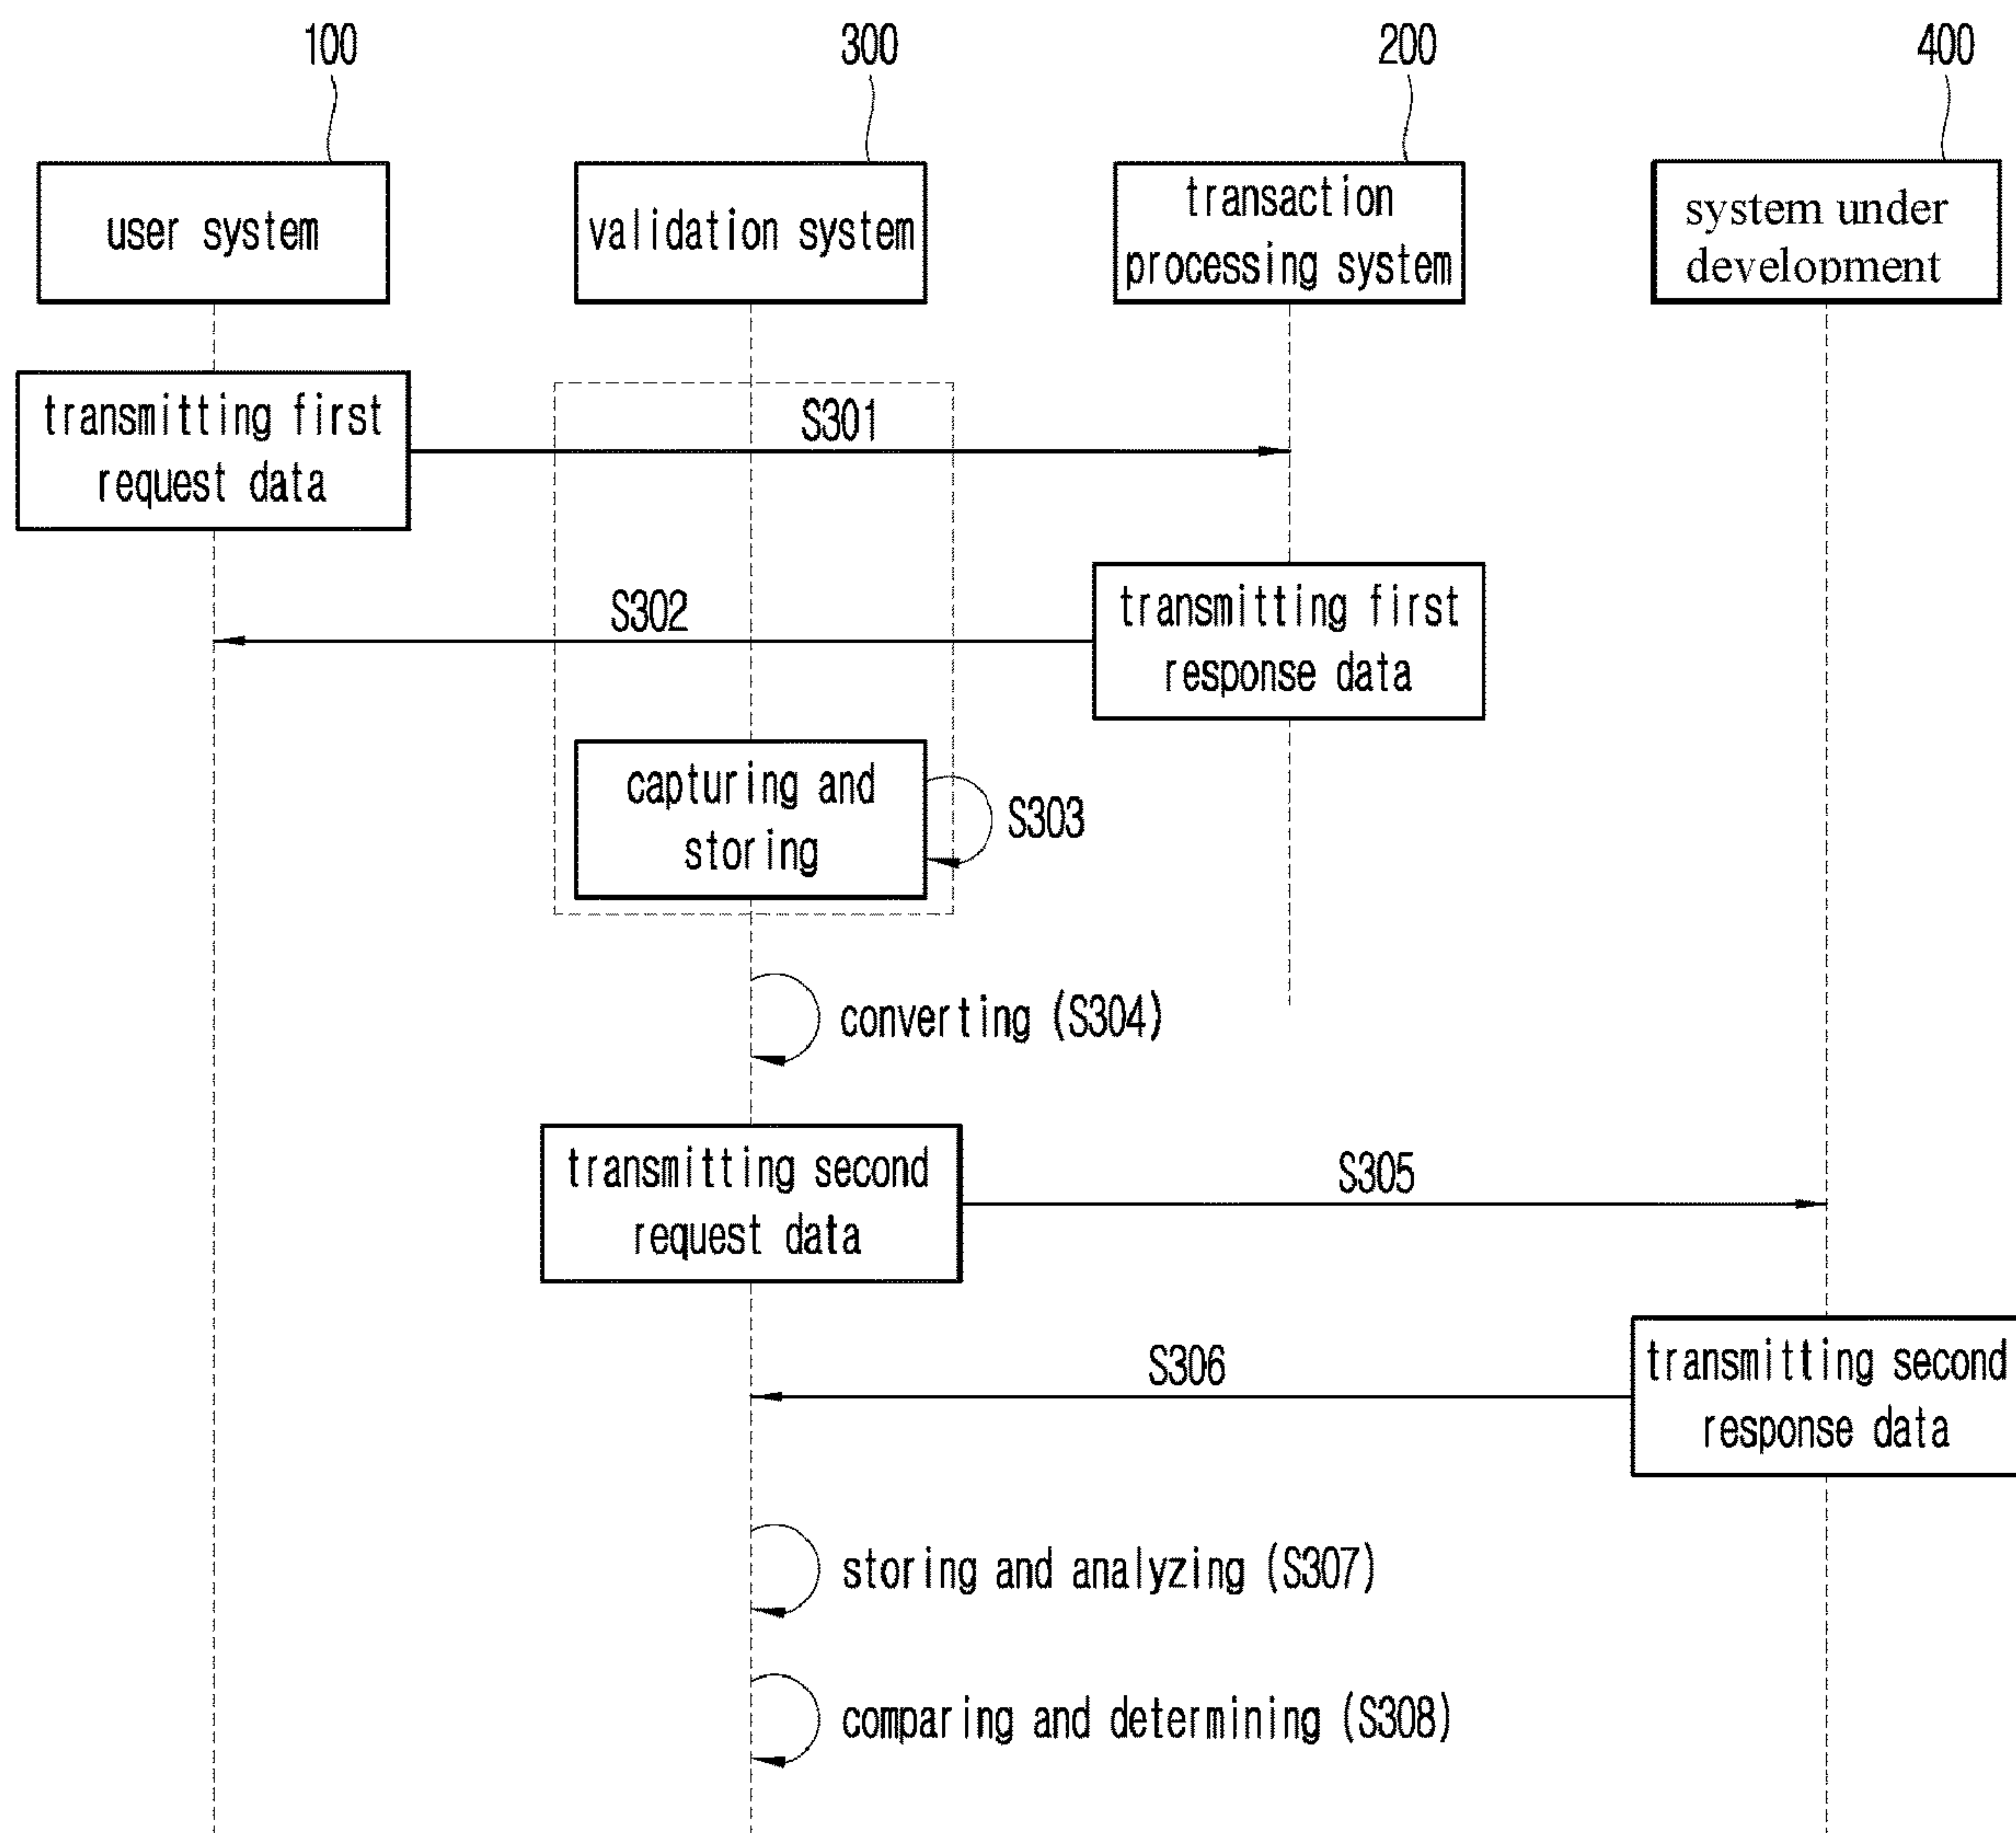 100
300
200
400
user system
validation system
transaction
processing system
system under
development
transmitting first
request data
S301
S302
transmitting first
response data
capturing and
storing
S303
converting (S304)
transmitting second
request data
S305
S306
transmitting second
response data
storing and analyzing (S307)
comparing and determining (S308)